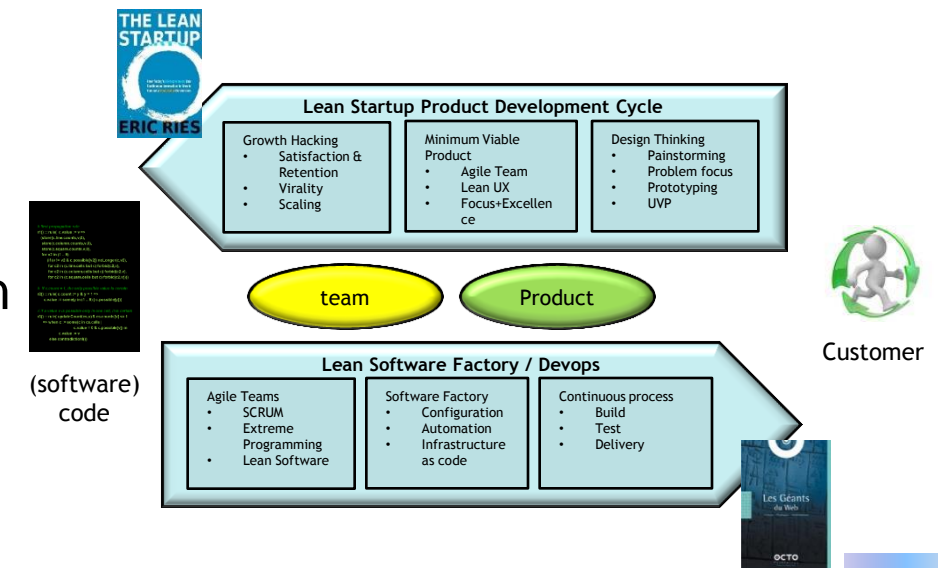 THE LEAN
STARTUP
ERIC RIES
Lean Startup Product Development Cycle
Growth Hacking
• Satisfaction &
Retention
• Virality
• Scaling
Minimum Viable
Product
• Agile Team
• Lean UX
• Focus+Excellen
ce
Design Thinking
• Painstorming
• Problem focus
• Prototyping
• UVP
n
team
Product
(software)
code
Customer
Lean Software Factory / Devops
Agile Teams
• SCRUM
• Extreme
Programming
• Lean Software
Software Factory
• Configuration
• Automation
• Infrastructure
as code
Continuous process
• Build
• Test
• Delivery
Les Géants
du Web
OCTO